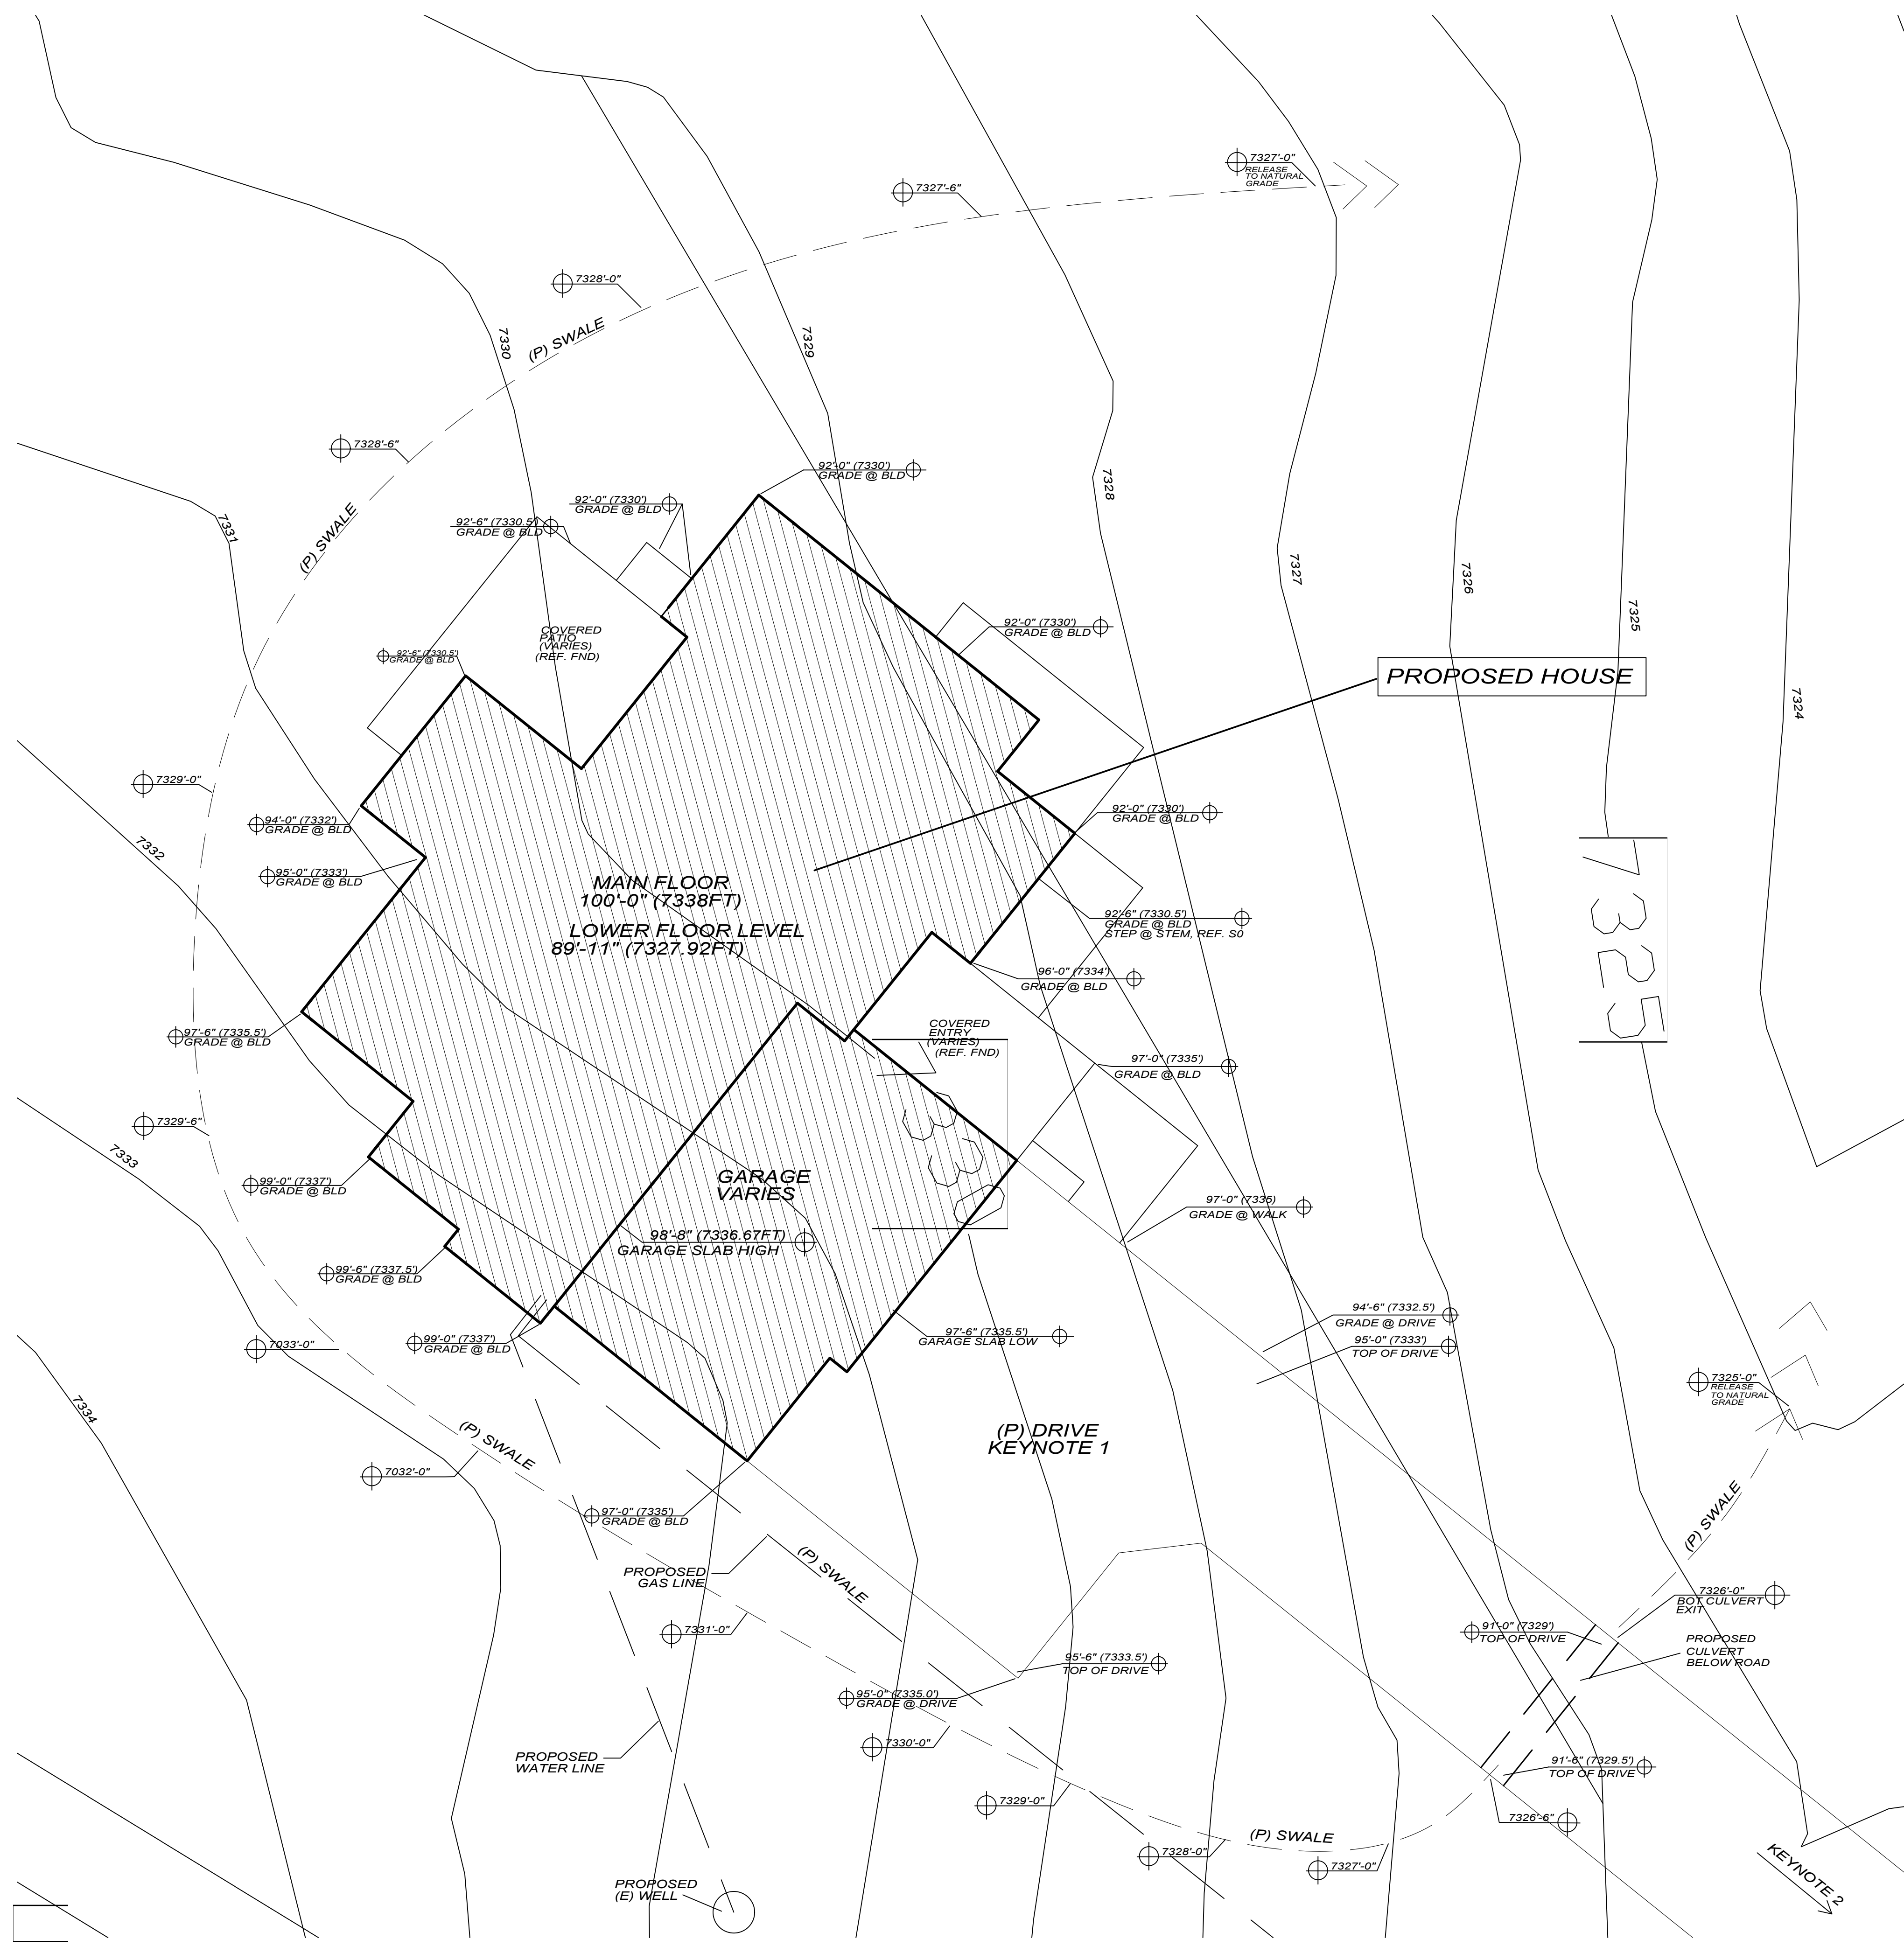 7327'-0"
RELEASE
TO NATURAL
GRADE
7327'-6"
7328'-0"
(P) SWALE
7330
7329
7328'-6"
7328
92'-0" (7330')
GRADE @ BLD
92'-0" (7330')
GRADE @ BLD
92'-6" (7330.5')
GRADE @ BLD
7331
(P) SWALE
7327
7326
7325
92'-0" (7330')
GRADE @ BLD
COVERED
PATIO
(VARIES)
(REF. FND)
92'-6" (7330.5')
GRADE @ BLD
PROPOSED HOUSE
7324
7329'-0"
94'-0" (7332')
GRADE @ BLD
92'-0" (7330')
GRADE @ BLD
7332
95'-0" (7333')
GRADE @ BLD
MAIN FLOOR
100'-0" (7338FT)
LOWER FLOOR LEVEL
89'-11" (7327.92FT)
92'-6" (7330.5')
GRADE @ BLD
STEP @ STEM, REF. S0
7325
96'-0" (7334')
GRADE @ BLD
97'-6" (7335.5')
GRADE @ BLD
COVERED
ENTRY
(VARIES)
(REF. FND)
97'-0" (7335')
GRADE @ BLD
7330
7329'-6"
7333
99'-0" (7337')
GRADE @ BLD
GARAGE
VARIES
97'-0" (7335)
GRADE @ WALK
98'-8" (7336.67FT)
GARAGE SLAB HIGH
99'-6" (7337.5')
GRADE @ BLD
94'-6" (7332.5')
GRADE @ DRIVE
95'-0" (7333')
TOP OF DRIVE
97'-6" (7335.5')
GARAGE SLAB LOW
99'-0" (7337')
GRADE @ BLD
7033'-0"
7325'-0"
RELEASE
TO NATURAL
GRADE
7334
(P) SWALE
(P) DRIVE
KEYNOTE 1
7032'-0"
97'-0" (7335')
GRADE @ BLD
(P) SWALE
PROPOSED
GAS LINE
(P) SWALE
7326'-0"
BOT CULVERT
EXIT
7331'-0"
91'-0" (7329')
TOP OF DRIVE
PROPOSED
CULVERT
BELOW ROAD
95'-6" (7333.5')
TOP OF DRIVE
95'-0" (7335.0')
GRADE @ DRIVE
7330'-0"
PROPOSED
WATER LINE
91'-6" (7329.5')
TOP OF DRIVE
7329'-0"
7326'-6"
(P) SWALE
7328'-0"
7327'-0"
KEYNOTE 2
PROPOSED
(E) WELL